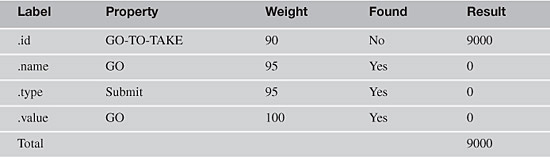 Label Property Weight Found Result
.id GO-TO-TAKE 90 No 9000
.name GO 95 Yes 0
.type Submit 95 Yes 0
.value GO 100 Yes 0
Total 9000